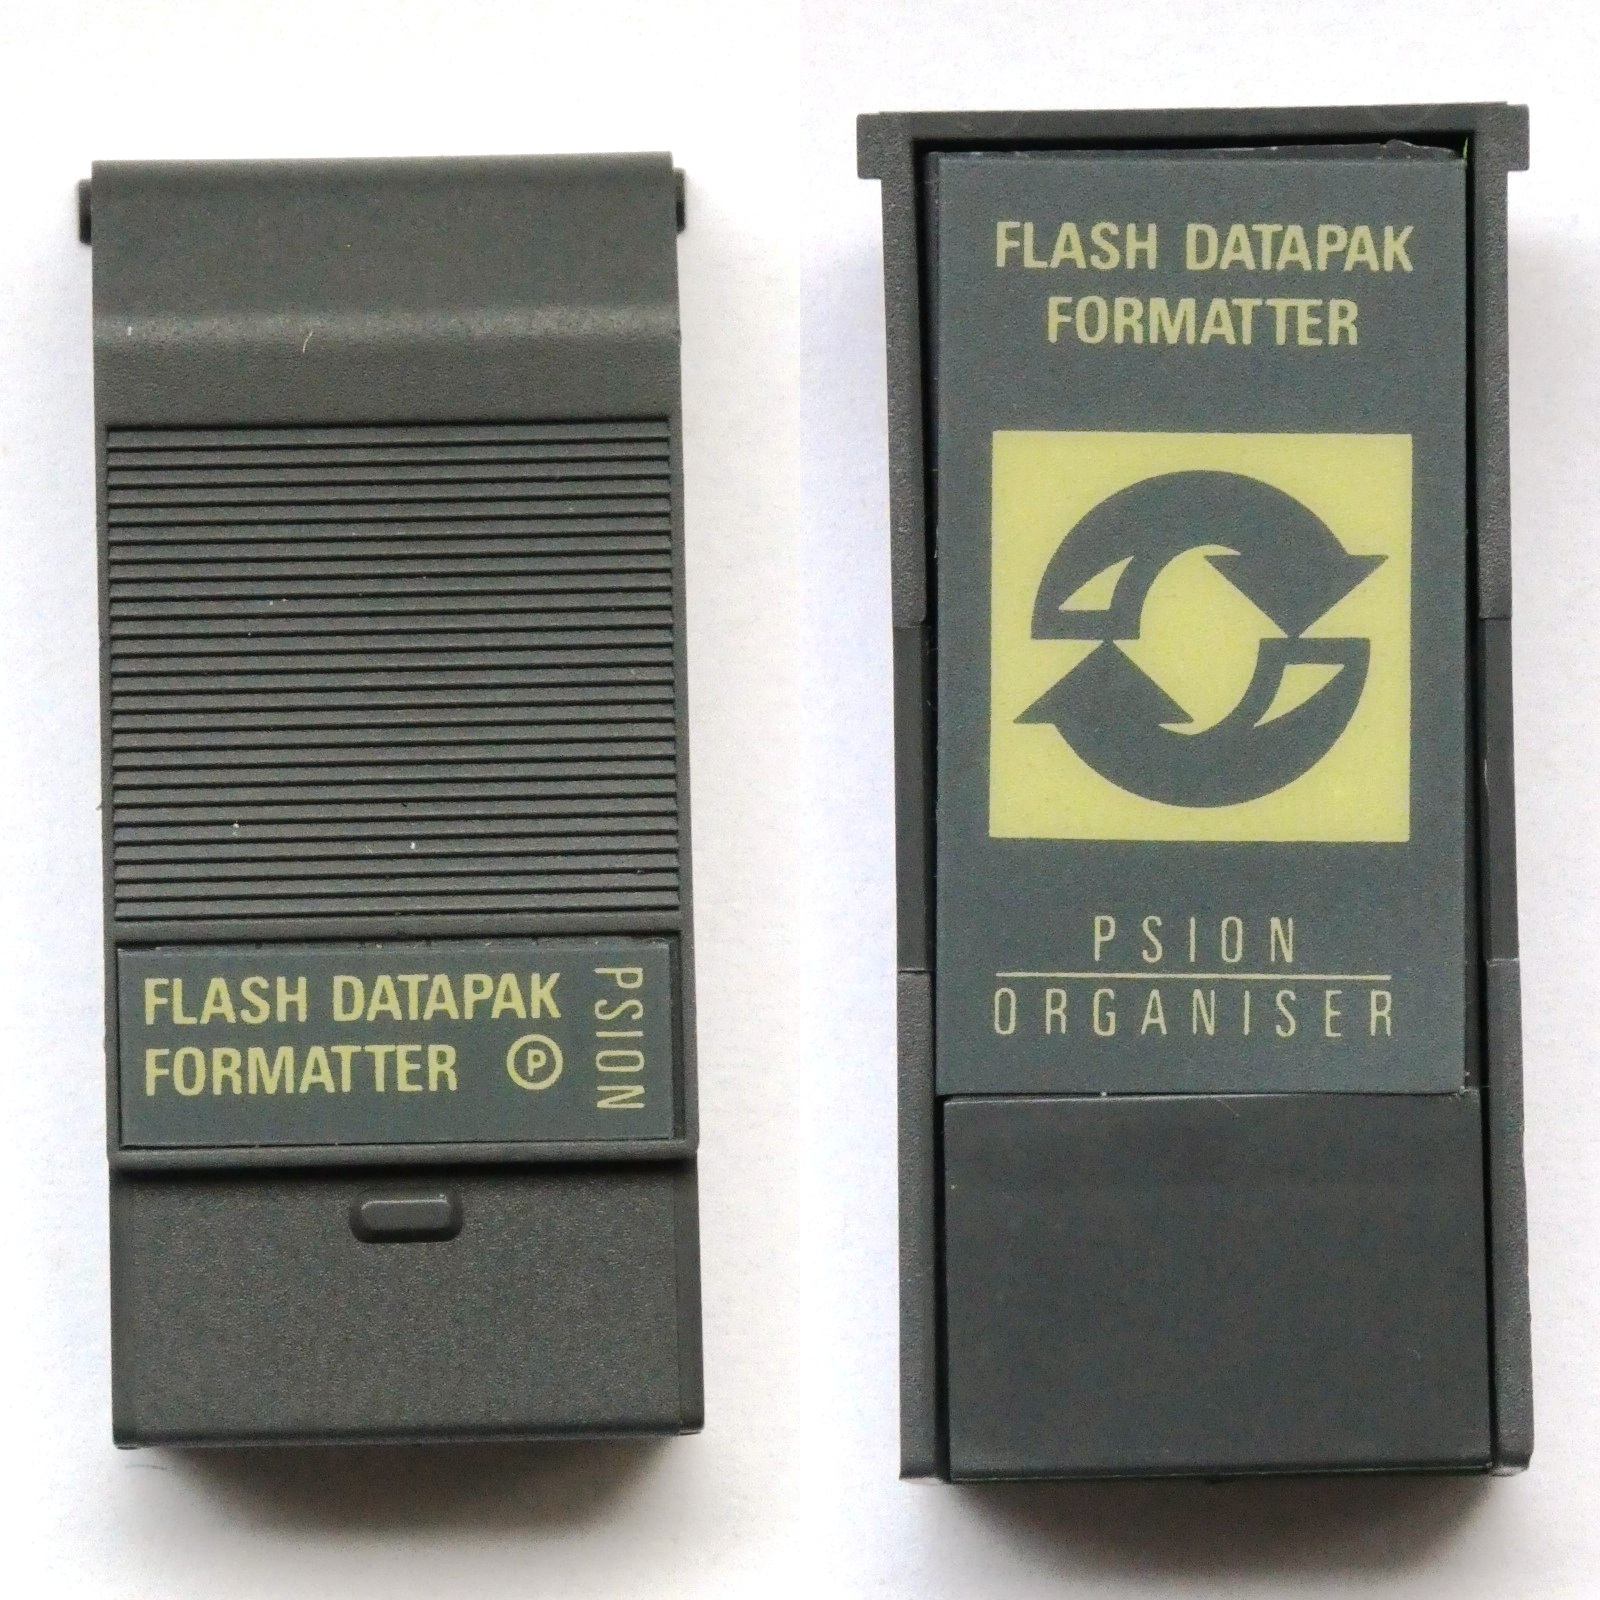 FLASH DATAPAK
FORMATTER Ⓟ
PSION
FLASH DATAPAK
FORMATTER
PSION
ORGANISER